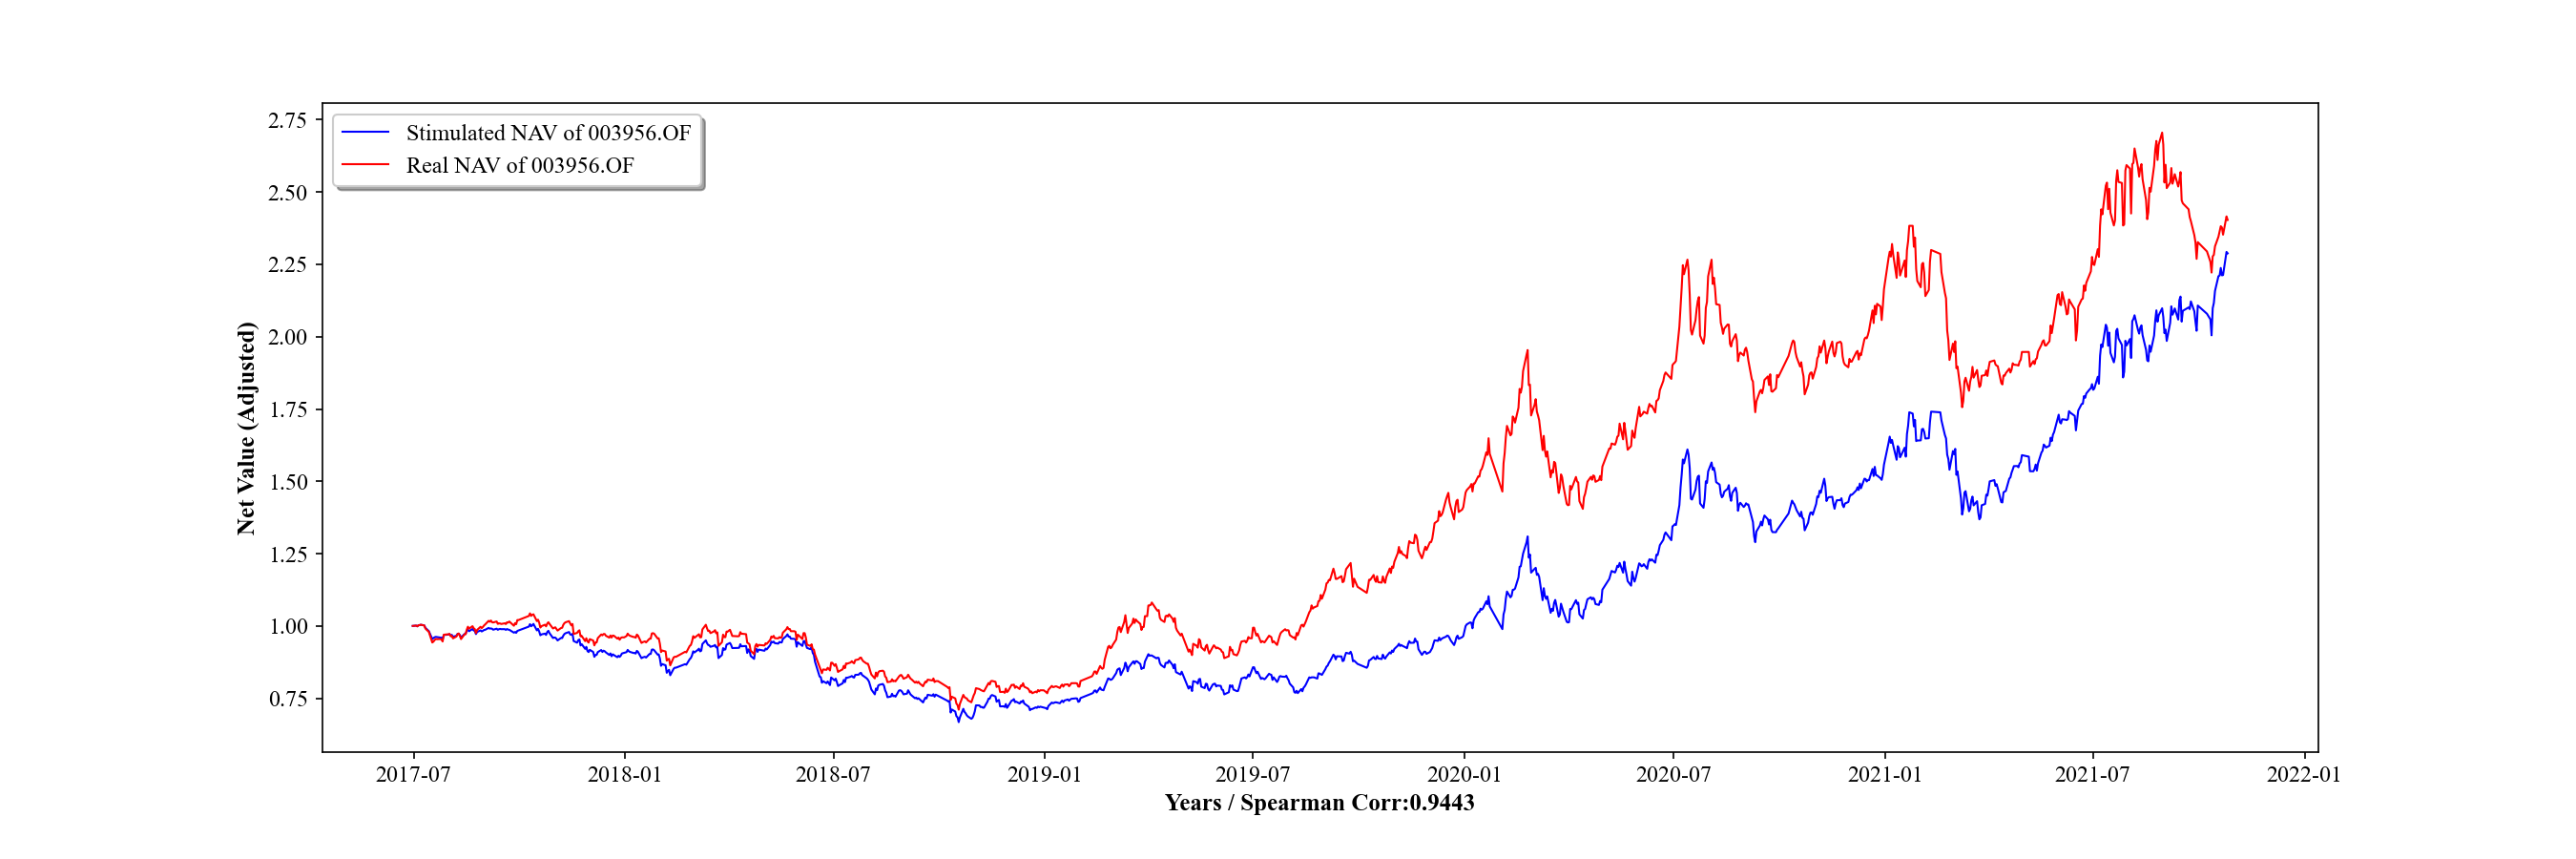 2.75
2.50
2.25
2.00
1.75
1.50
1.25
1.00
0.75
Net Value (Adjusted)
Stimulated NAV of 003956.OF
Real NAV of 003956.OF
2017-07 2018-01 2018-07 2019-01 2019-07 2020-01 2020-07 2021-01 2021-07 2022-01
Years / Spearman Corr:0.9443